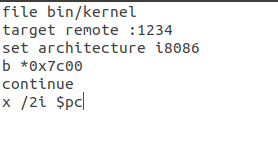 file bin/kernel
target remote :1234
set architecture i8086
b *0x7c00
continue
x /2i $pc